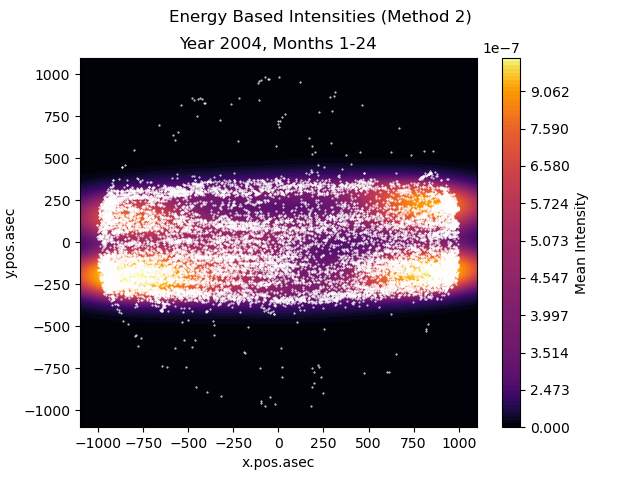 Energy Based Intensities (Method 2)
Year 2004, Months 1-24
1e−7
1000
750
500
250
0
−250
−500
−750
−1000
y.pos.asec
−1000 −750 −500 −250 0 250 500 750 1000
x.pos.asec
9.062
7.590
6.580
5.724
5.073
4.547
3.997
3.514
2.473
0.000
Mean Intensity